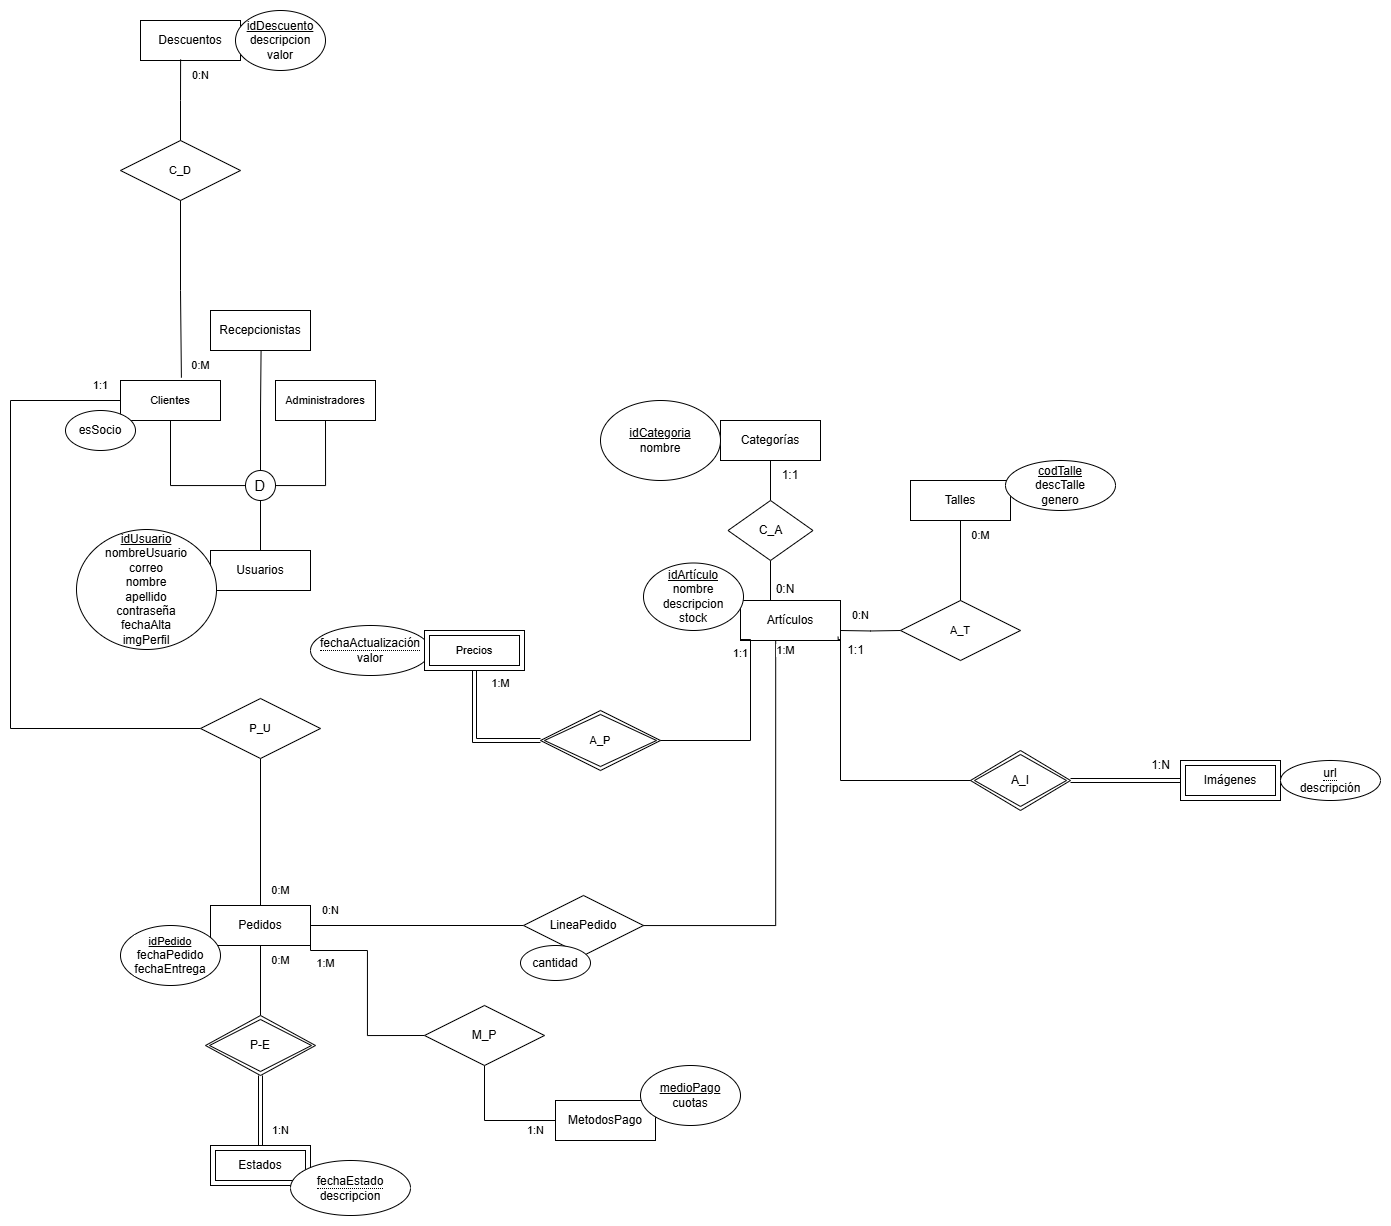 Descuentos
idDescuento
descripcion
valor
0:N
C_D
Recepcionistas
0:M
1:1
Clientes
Administradores
esSocio
D
idUsuario
nombreUsuario
correo
nombre
apellido
contraseña
fechaAlta
imgPerfil
Usuarios
idCategoria
nombre
Categorías
1:1
codTalle
descTalle
genero
Talles
0:M
C_A
0:N
idArtículo
nombre
descripcion
stock
Artículos
0:N
A_T
fechaActualización
valor
Precios
1:1
1:M
1:1
1:M
A_P
P_U
A_I
1:N
Imágenes
url
descripción
0:M
0:N
Pedidos
LineaPedido
cantidad
idPedido
fechaPedido
fechaEntrega
0:M
1:M
P-E
M_P
medioPago
cuotas
MetodosPago
1:N
1:N
Estados
fechaEstado
descripcion